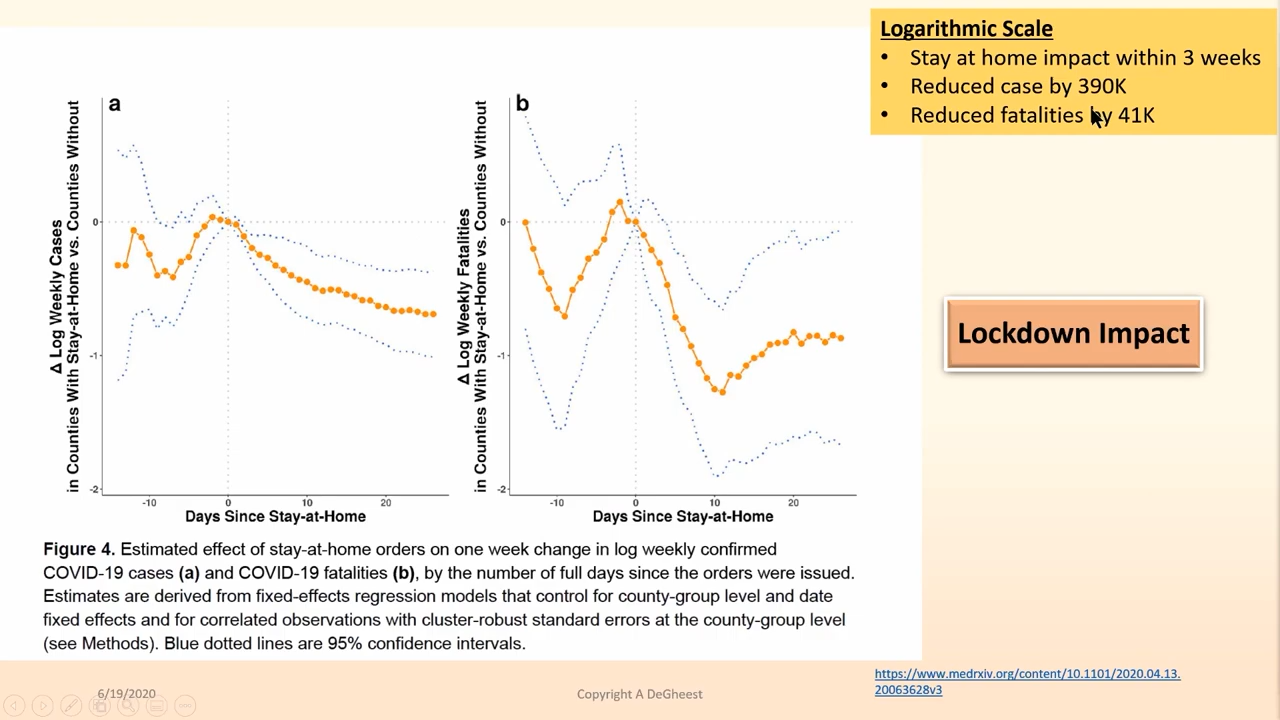 Logarithmic Scale
• Stay at home impact within 3 weeks
• Reduced case by 390K
• Reduced fatalities by 41K
a
Δ Log Weekly Cases
in Counties With Stay-at-Home vs. Counties Without
0
-1
-2
-10
0
10
20
Days Since Stay-at-Home
b
Δ Log Weekly Fatalities
in Counties With Stay-at-Home vs. Counties Without
0
-1
-2
-10
0
10
20
Days Since Stay-at-Home
Lockdown Impact
Figure 4. Estimated effect of stay-at-home orders on one week change in log weekly confirmed
COVID-19 cases (a) and COVID-19 fatalities (b), by the number of full days since the orders were issued.
Estimates are derived from fixed-effects regression models that control for county-group level and date
fixed effects and for correlated observations with cluster-robust standard errors at the county-group level
(see Methods). Blue dotted lines are 95% confidence intervals.
https://www.medrxiv.org/content/10.1101/2020.04.13.
20063628v3
6/19/2020
Copyright A DeGheest